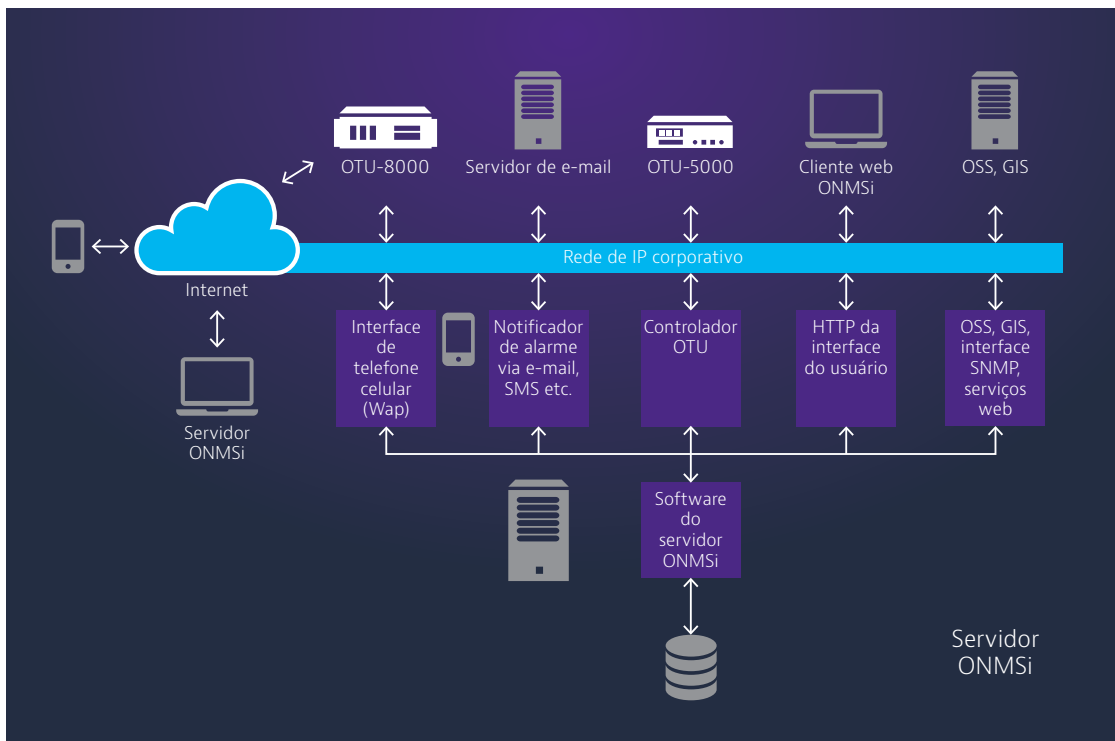 OTU-8000
Servidor de e-mail
OTU-5000
Cliente web
ONMSi
OSS, GIS
Rede de IP corporativo
Internet
Servidor
ONMSi
Interface
de
telefone
celular
(Wap)
Notificador
de alarme
via e-mail,
SMS etc.
Controlador
OTU
HTTP da
interface
do usuário
OSS, GIS,
interface
SNMP,
serviços
web
Software
do
servidor
ONMSi
Servidor
ONMSi